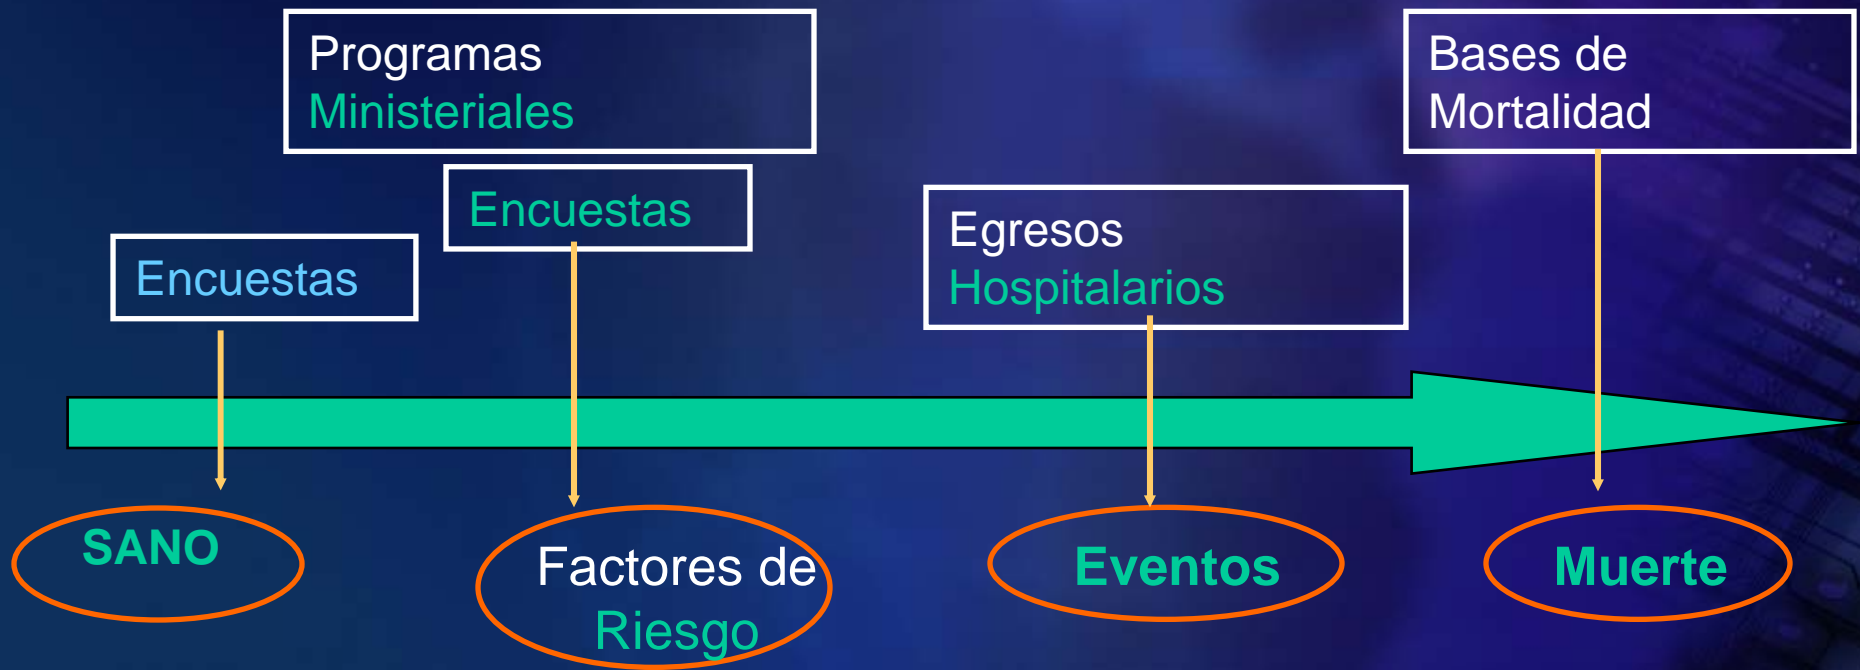 Programas
Ministeriales
Bases de
Mortalidad
Encuestas
Encuestas
Egresos
Hospitalarios
SANO
Factores de
Riesgo
Eventos
Muerte